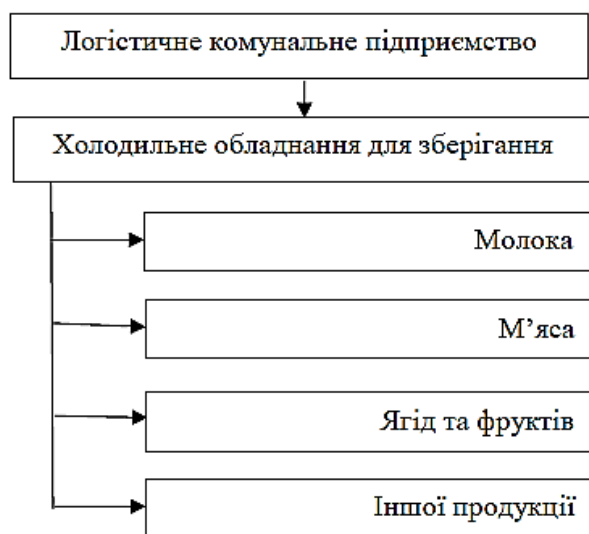 Логістичне комунальне підприємство
Холодильне обладнання для зберігання
Молока
М’яса
Ягід та фруктів
Іншої продукції